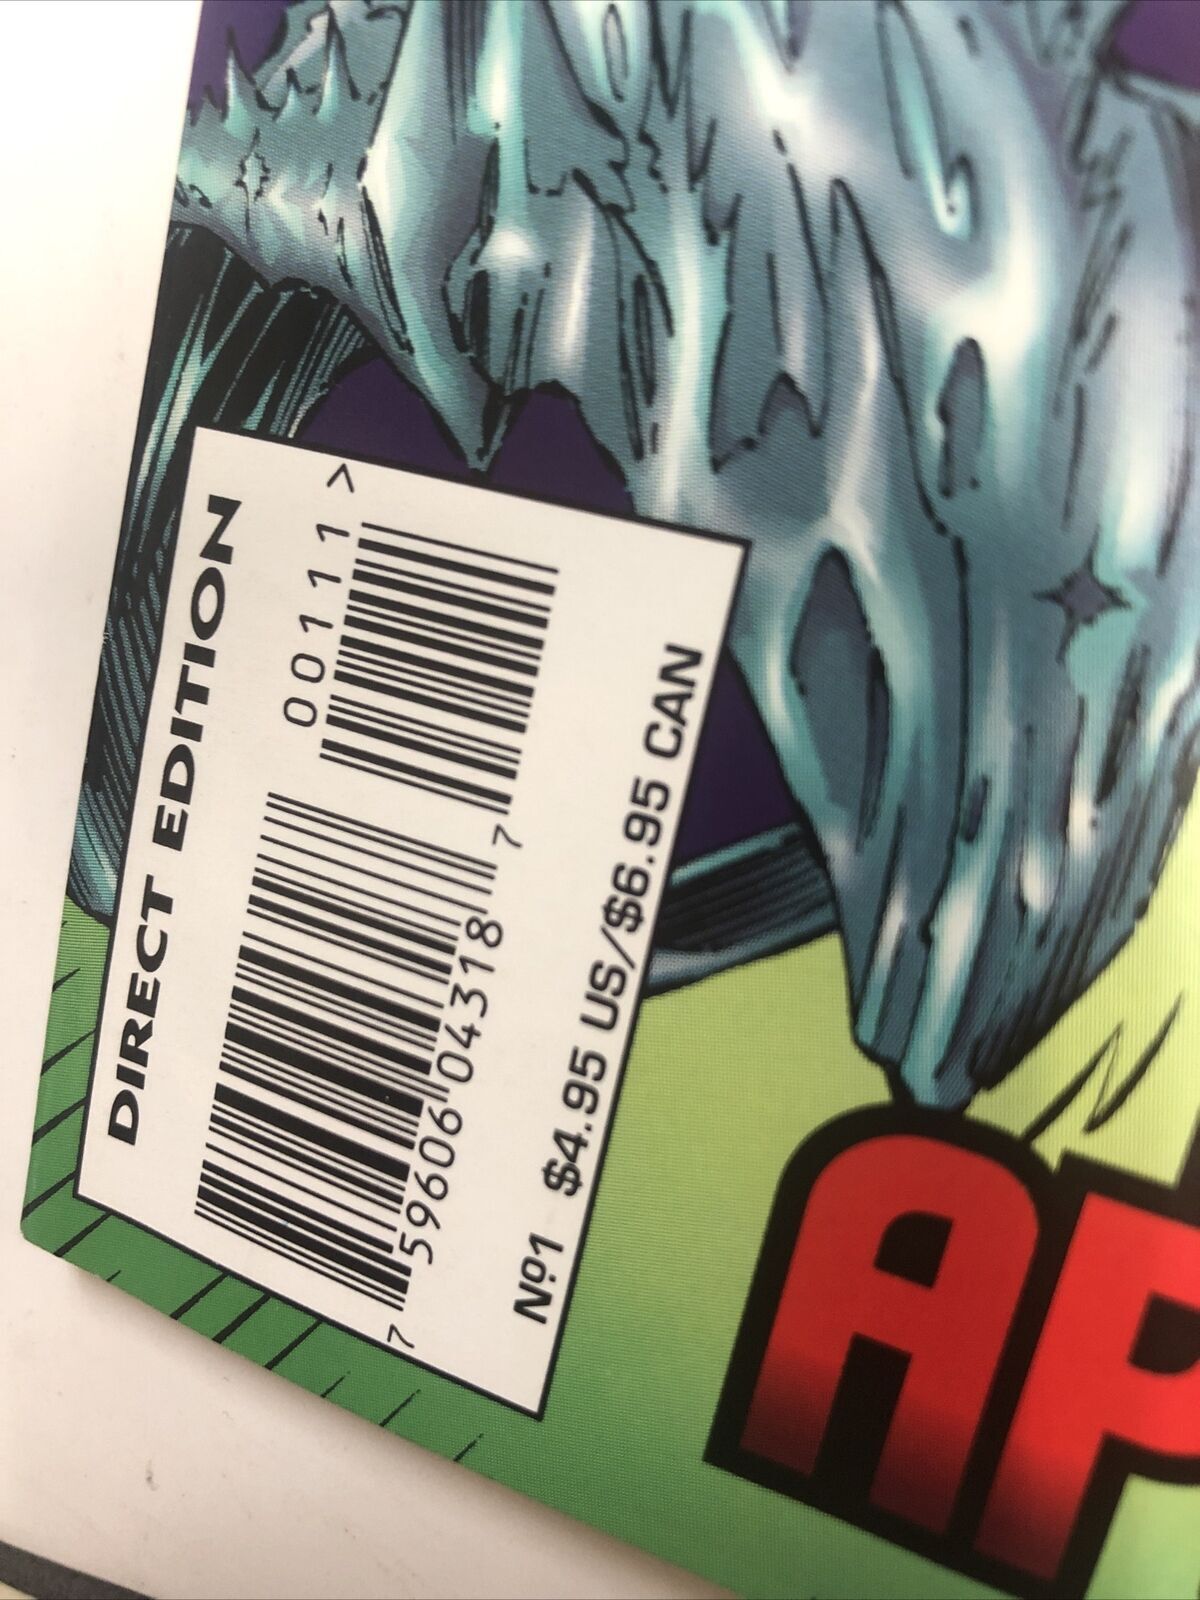 DIRECT EDITION
00111>
7 59606 04318 7
Nº1 $4.95 US/$6.95 CAN
AP